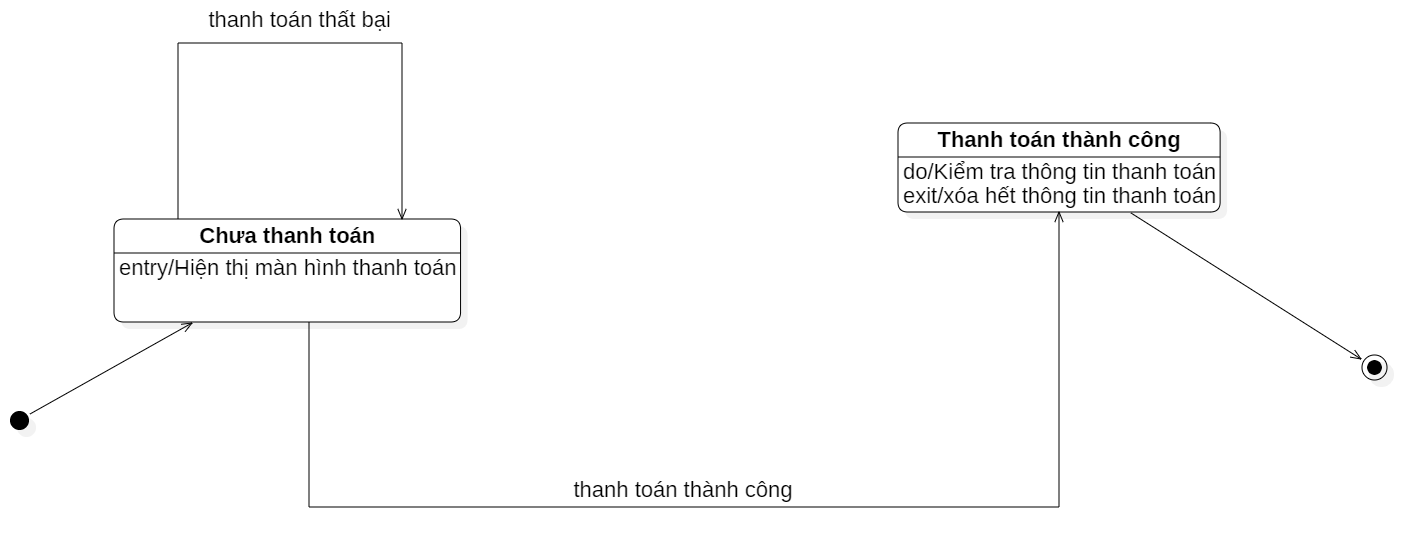 thanh toán thất bại
Chưa thanh toán
entry/Hiện thị màn hình thanh toán
Thanh toán thành công
do/Kiểm tra thông tin thanh toán
exit/xóa hết thông tin thanh toán
thanh toán thành công